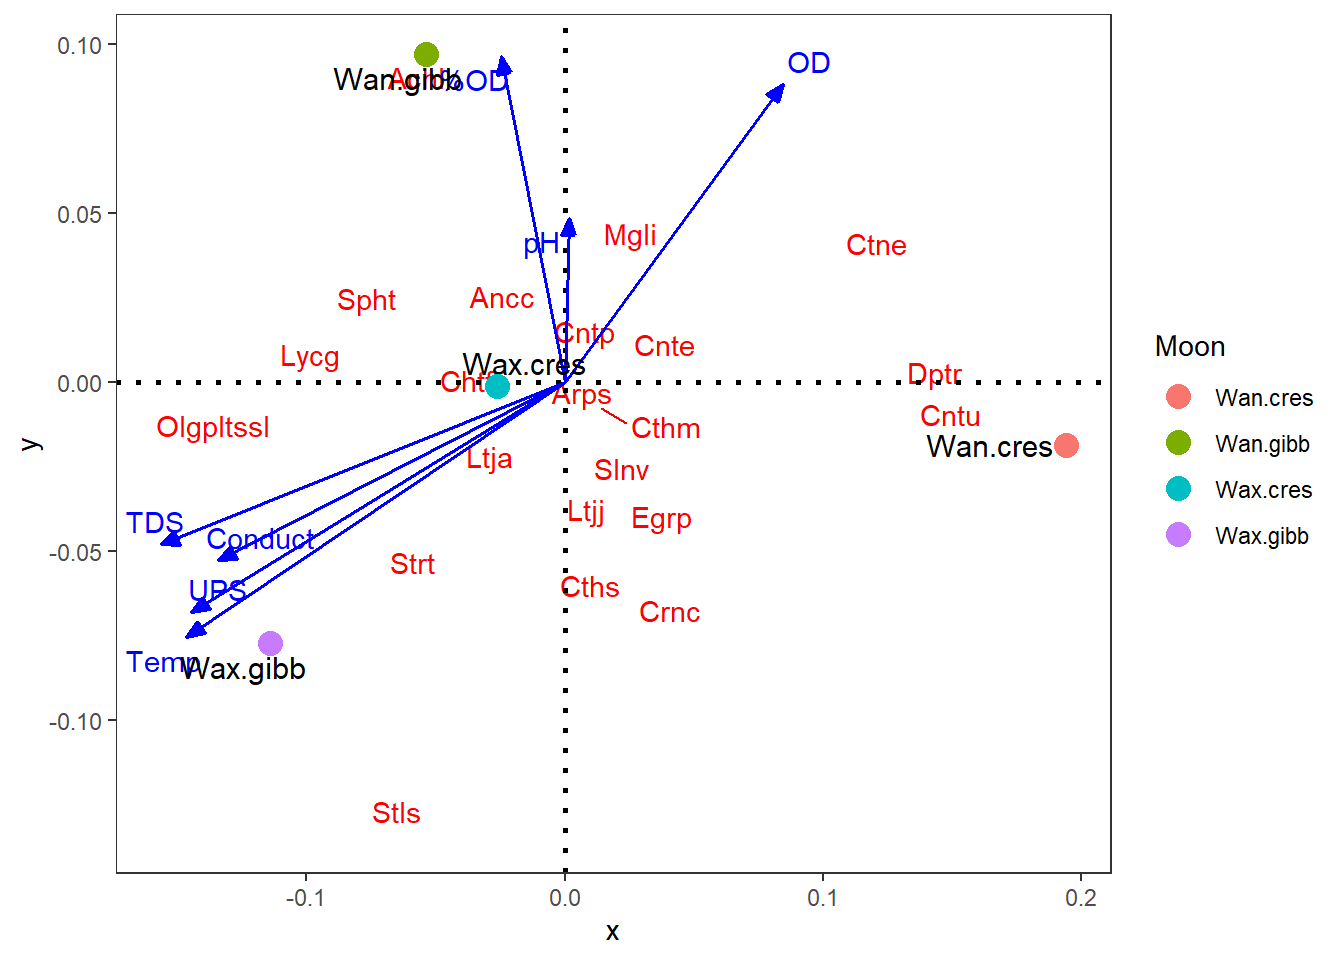 0.10
0.05
0.00
-0.05
-0.10
y
OD
Wan.gibb
%OD
pH
Mgli
Ctne
Spht
Ancc
Cntp
Cnte
Lycg
Wax.cres
Dptr
Arps
Cntu
Olgpltssl
Cthm
Wan.cres
Ltja
Slnv
Ltjj
Egrp
TDS
Conduct
Strt
UPS
Cths
Crnc
Temp
Wax.gibb
Stls
-0.1
0.0
0.1
0.2
x
Moon
Wan.cres
Wan.gibb
Wax.cres
Wax.gibb